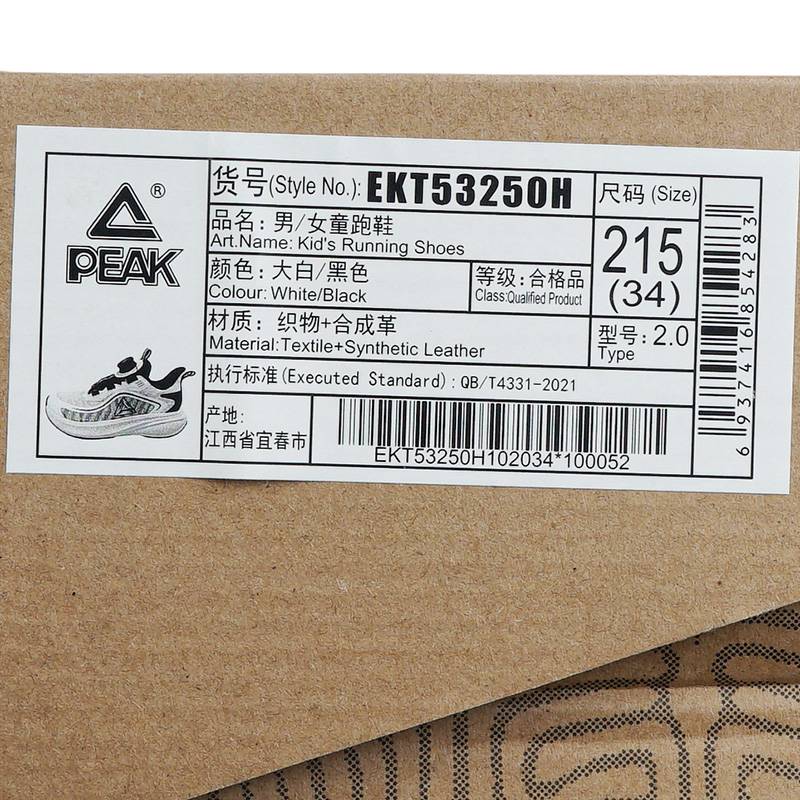 ®
PEAK
货号(Style No.): EKT53250H
尺码 (Size)
品名: 男/女童跑鞋
Art.Name: Kid's Running Shoes
215
(34)
颜色: 大白/黑色
Colour: White/Black
等级: 合格品
Class:Qualified Product
材质: 织物+合成革
Material:Textile+Synthetic Leather
型号: 2.0
Type
执行标准(Executed Standard): QB/T4331-2021
产地:
江西省宜春市
EKT53250H102034*100052
6937416854283